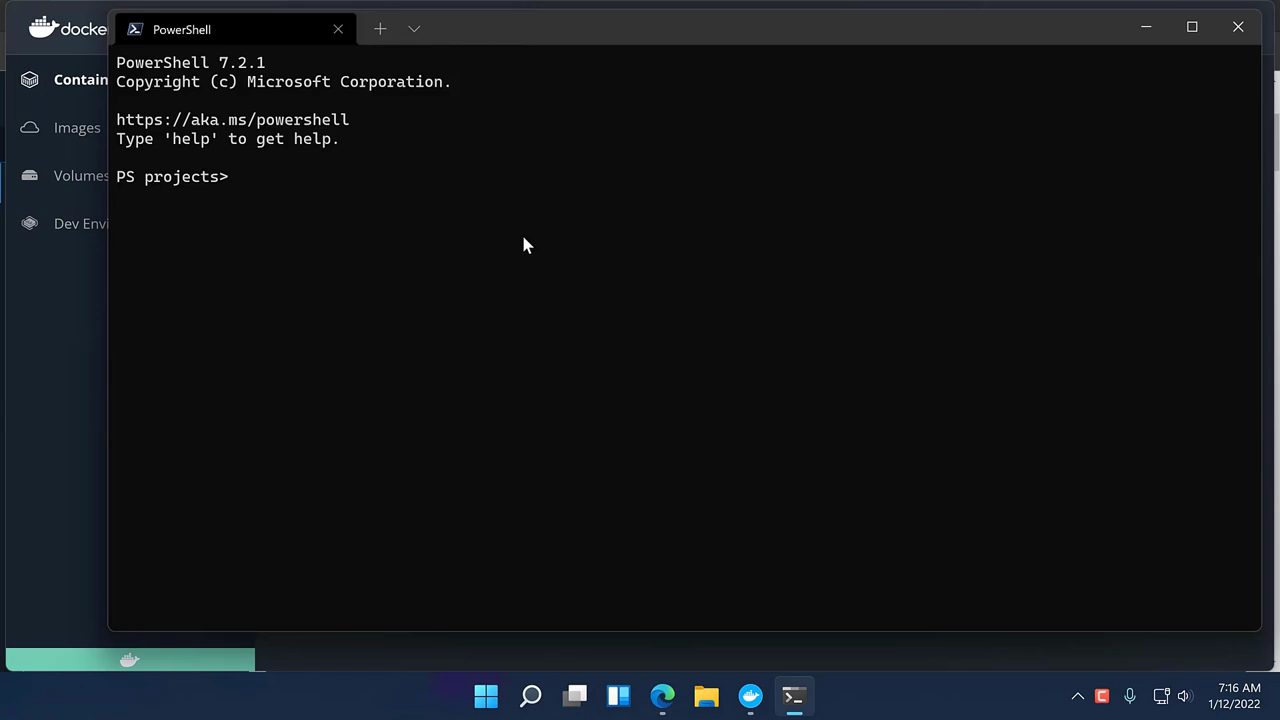 docke
PowerShell
Contain
Images
Volumes
Dev Envi
PowerShell 7.2.1
Copyright (c) Microsoft Corporation.
https://aka.ms/powershell
Type 'help' to get help.
PS projects>
7:16 AM
1/12/2022